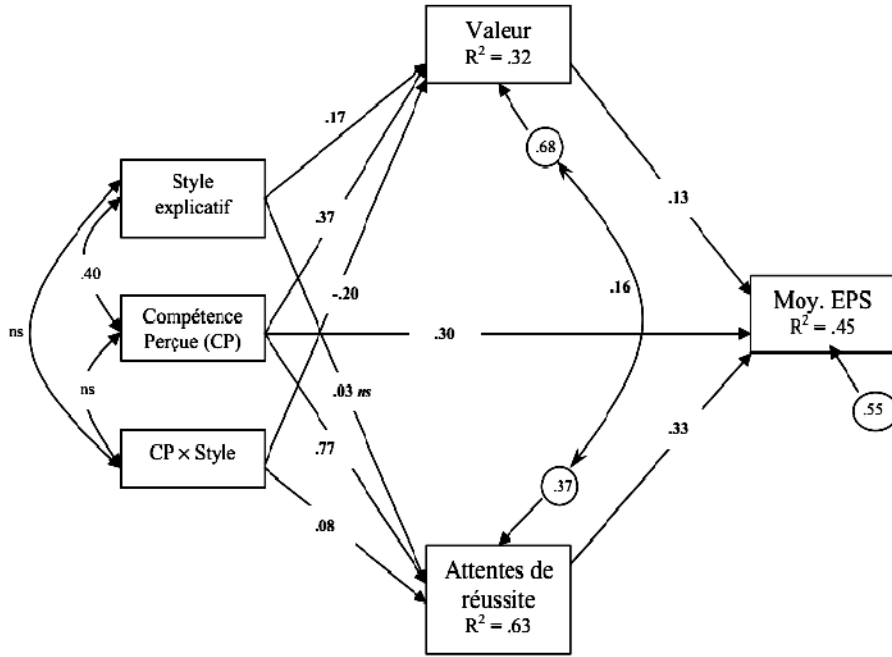 Valeur
R² = .32
.68
.17
Style
explicatif
.37
.13
.40
-.20
.16
Moy. EPS
R² = .45
Compétence
Perçue (CP)
ns
.30
ns
.03 ns
.55
CP × Style
.77
.33
.37
.08
Attentes de
réussite
R² = .63